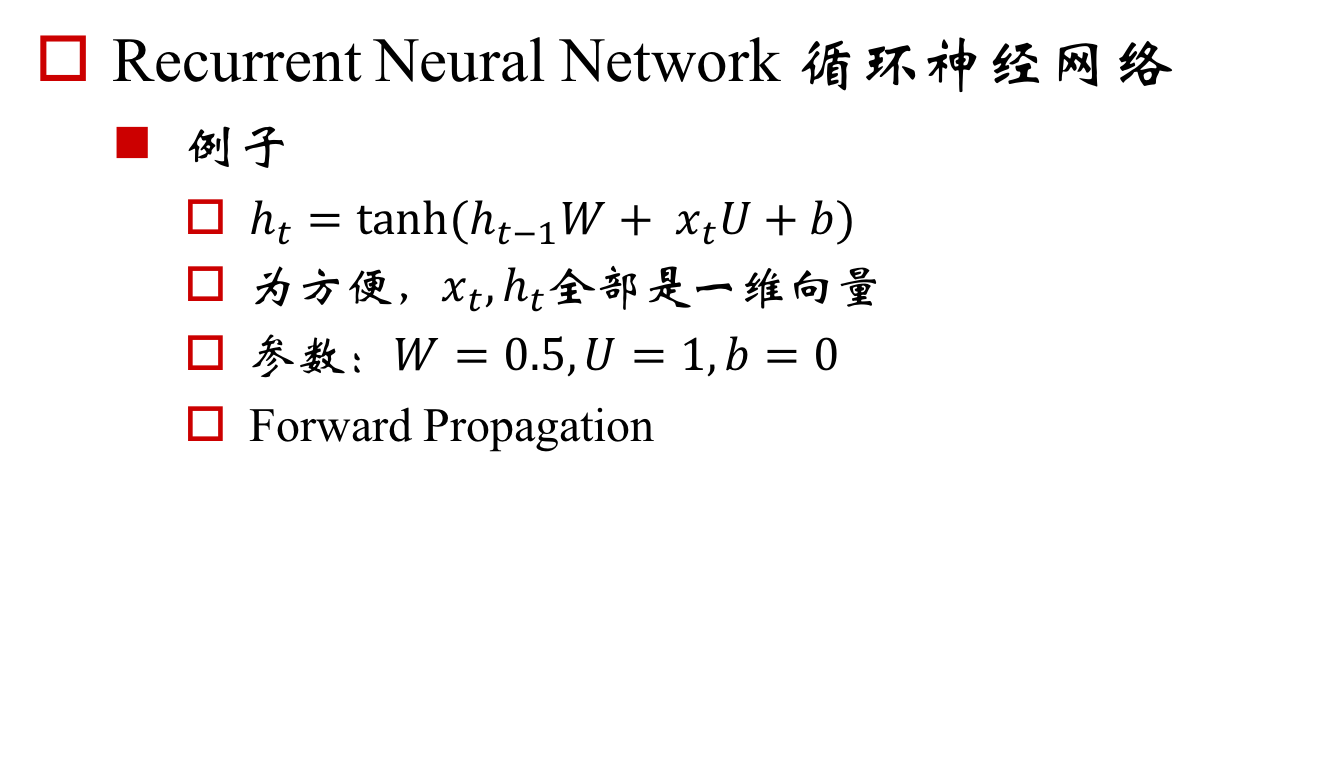 Recurrent Neural Network 循环神经网络
例子
h_t = tanh(h_{t−1}W + x_tU + b)
为方便，x_t, h_t全部是一维向量
参数：W = 0.5, U = 1, b = 0
Forward Propagation